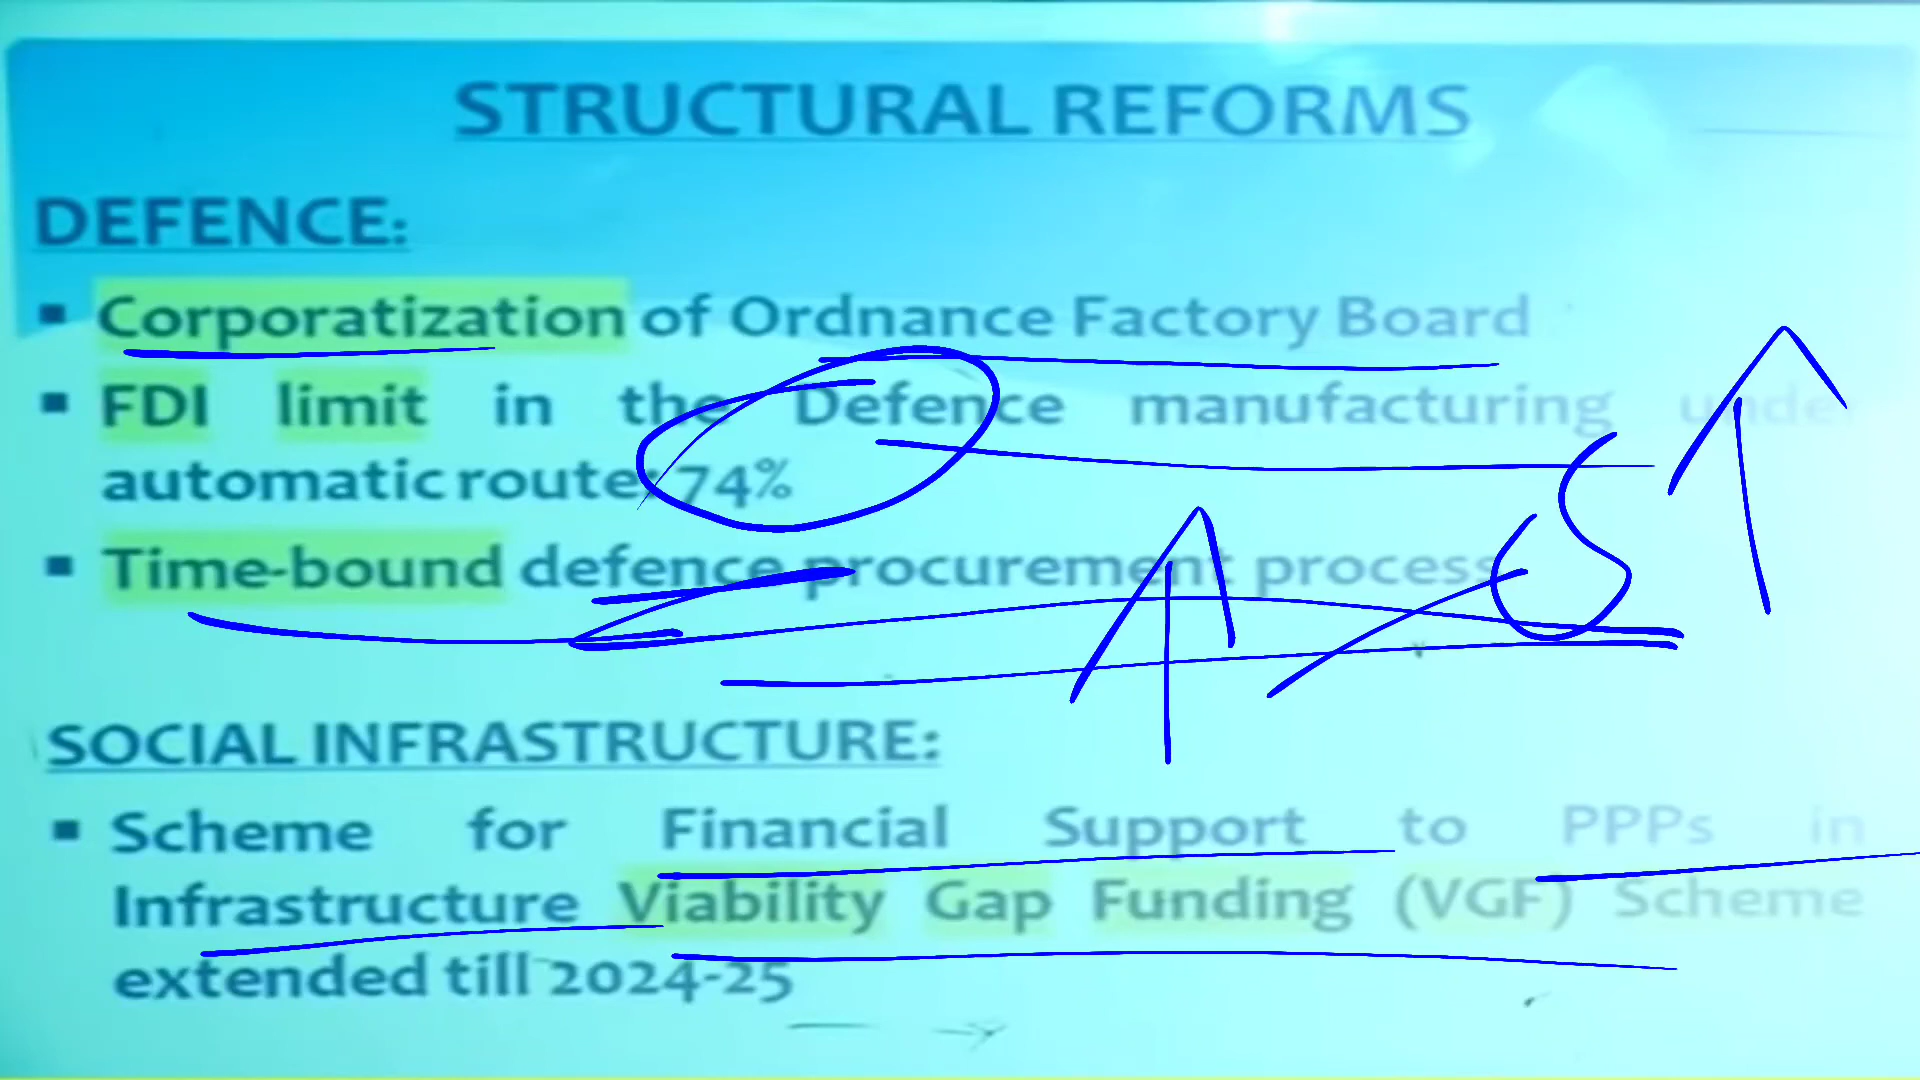 STRUCTURAL REFORMS
DEFENCE:
▪ Corporatization of Ordnance Factory Board
▪ FDI limit in the Defence manufacturing under
automatic route: 74%
▪ Time-bound defence procurement process
SOCIAL INFRASTRUCTURE:
▪ Scheme for Financial Support to PPPs in
Infrastructure Viability Gap Funding (VGF) Scheme
extended till 2024-25